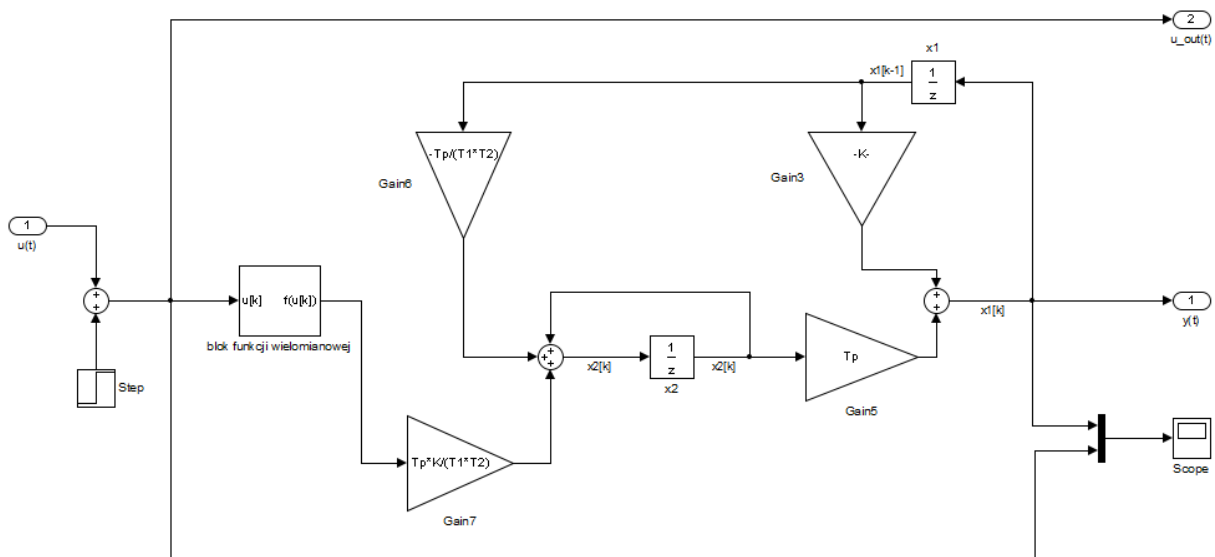 2
u_out(t)
x1
x1[k-1]
1
z
-Tp/(T1*T2)
-K-
Gain6
Gain3
1
u(t)
+
+
u[k]
f(u[k])
blok funkcji wielomianowej
Step
+
+
+
x2[k]
1
z
x2
x2[k]
Tp
Gain5
+
+
x1[k]
1
y(t)
Tp*K/(T1*T2)
Gain7
Scope